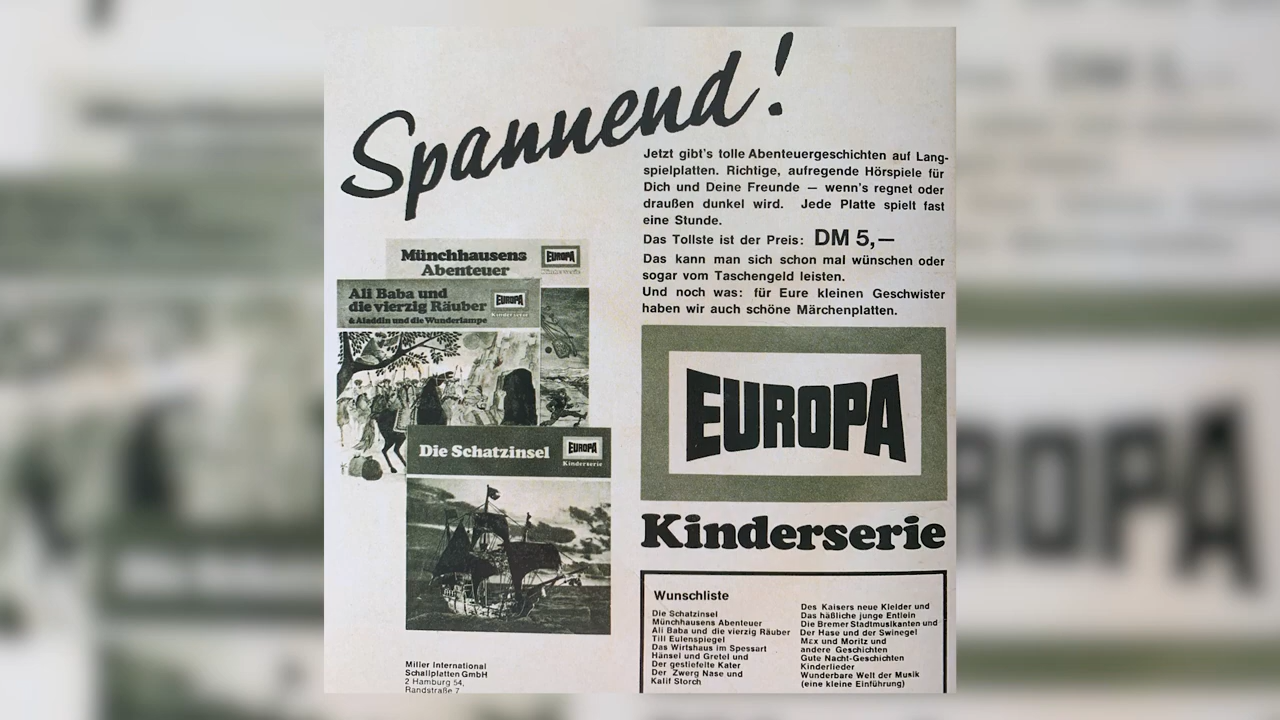 Spannend!
Jetzt gibt's tolle Abenteuergeschichten auf Lang-
spielplatten. Richtige, aufregende Hörspiele für
Dich und Deine Freunde — wenn's regnet oder
draußen dunkel wird. Jede Platte spielt fast
eine Stunde.
Das Tollste ist der Preis: DM 5,—
Das kann man sich schon mal wünschen oder
sogar vom Taschengeld leisten.
Und noch was: für Eure kleinen Geschwister
haben wir auch schöne Märchenplatten.
Münchhausens
Abenteuer
EUROPA
Kinderserie
Ali Baba und
die vierzig Räuber
& Aladdin und die Wunderlampe
EUROPA
Kinderserie
Die Schatzinsel
EUROPA
Kinderserie
EUROPA
Kinderserie
Wunschliste
Die Schatzinsel
Münchhausens Abenteuer
Ali Baba und die vierzig Räuber
Till Eulenspiegel
Das Wirtshaus im Spessart
Hänsel und Gretel und
Der gestiefelte Kater
Der Zwerg Nase und
Kalif Storch
Des Kaisers neue Kleider und
Das häßliche junge Entlein
Die Bremer Stadtmusikanten und
Der Hase und der Swinegel
Max und Moritz und
andere Geschichten
Gute Nacht-Geschichten
Kinderlieder
Wunderbare Welt der Musik
(eine kleine Einführung)
Miller International
Schallplatten GmbH
2 Hamburg 54,
Randstraße 7